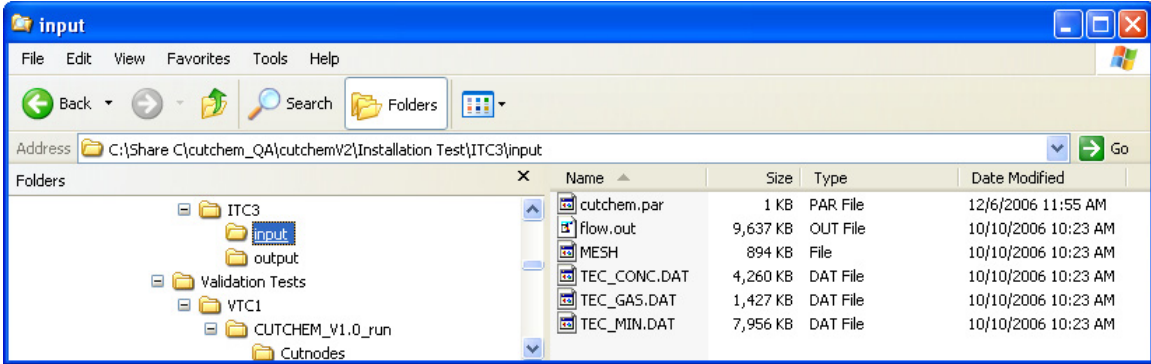 input
File Edit View Favorites Tools Help
Back Search Folders
Address C:\Share C\cutchem_QA\cutchemV2\Installation Test\ITC3\input Go
Folders x
ITC3
input
output
Validation Tests
VTC1
CUTCHEM_V1.0_run
Cutnodes
Name Size Type Date Modified
cutchem.par 1 KB PAR File 12/6/2006 11:55 AM
flow.out 9,637 KB OUT File 10/10/2006 10:23 AM
MESH 894 KB File 10/10/2006 10:23 AM
TEC_CONC.DAT 4,260 KB DAT File 10/10/2006 10:23 AM
TEC_GAS.DAT 1,427 KB DAT File 10/10/2006 10:23 AM
TEC_MIN.DAT 7,956 KB DAT File 10/10/2006 10:23 AM